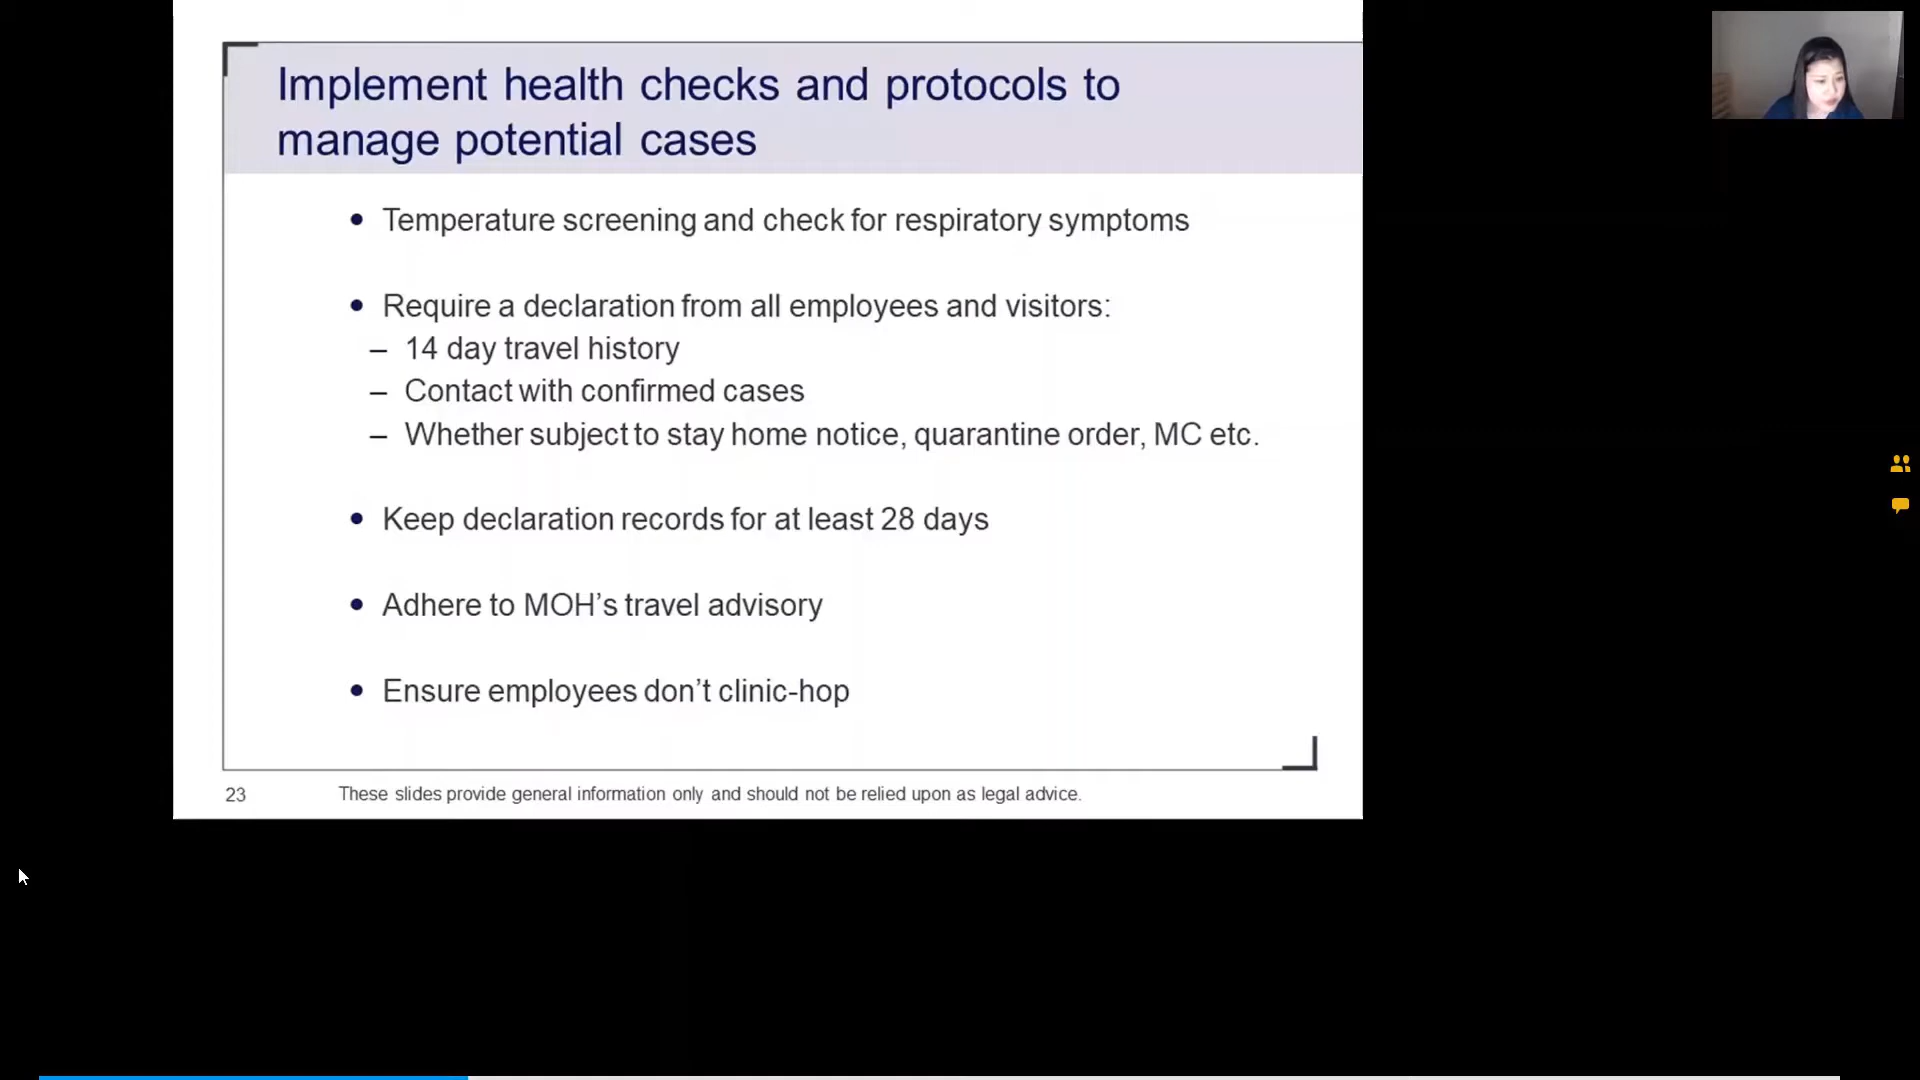 Implement health checks and protocols to
manage potential cases
• Temperature screening and check for respiratory symptoms
• Require a declaration from all employees and visitors:
– 14 day travel history
– Contact with confirmed cases
– Whether subject to stay home notice, quarantine order, MC etc.
• Keep declaration records for at least 28 days
• Adhere to MOH’s travel advisory
• Ensure employees don’t clinic-hop
23 These slides provide general information only and should not be relied upon as legal advice.